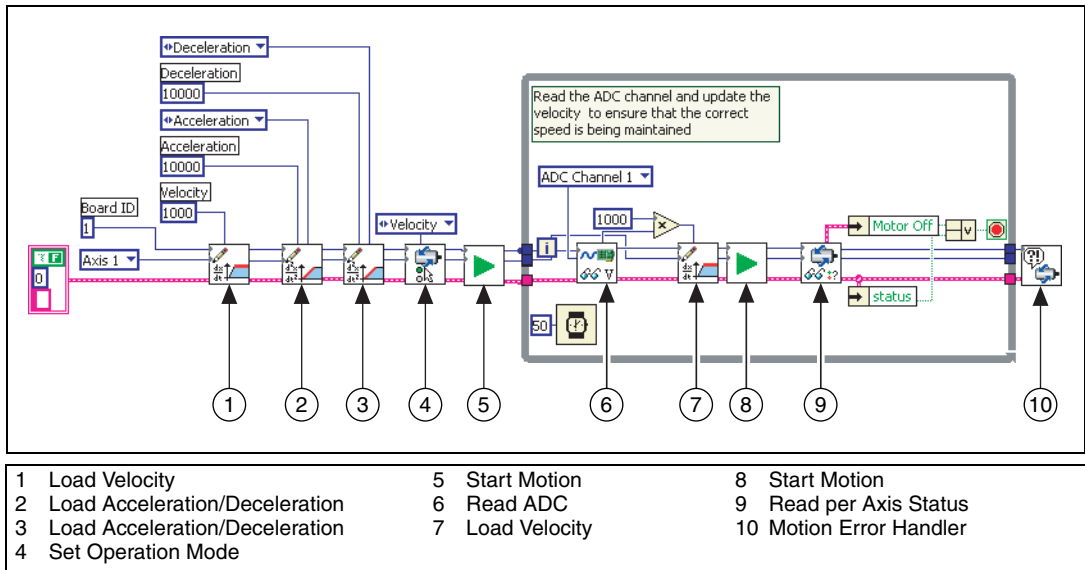 Deceleration
Deceleration
10000
Acceleration
Acceleration
10000
Velocity
1000
Board ID
1
Axis 1
F
0
Velocity
Read the ADC channel and update the
velocity to ensure that the correct
speed is being maintained
ADC Channel 1
1000
x
i
V
Motor Off
v
status
50
?!
1
2
3
4
5
6
7
8
9
10
1 Load Velocity
2 Load Acceleration/Deceleration
3 Load Acceleration/Deceleration
4 Set Operation Mode
5 Start Motion
6 Read ADC
7 Load Velocity
8 Start Motion
9 Read per Axis Status
10 Motion Error Handler